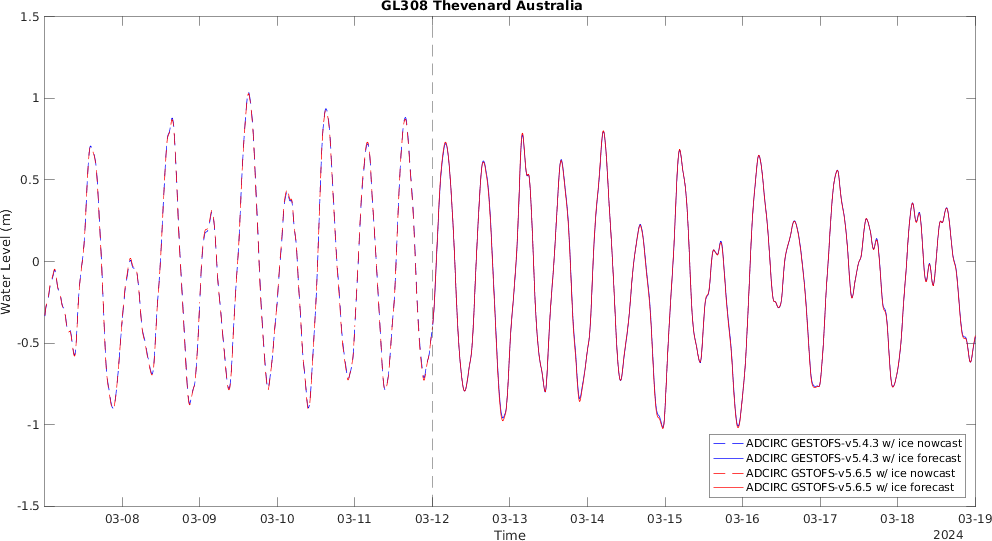 GL308 Thevenard Australia
1.5
1
0.5
0
-0.5
-1
-1.5
Water Level (m)
ADCIRC GESTOFS-v5.4.3 w/ ice nowcast
ADCIRC GESTOFS-v5.4.3 w/ ice forecast
ADCIRC GSTOFS-v5.6.5 w/ ice nowcast
ADCIRC GSTOFS-v5.6.5 w/ ice forecast
03-08 03-09 03-10 03-11 03-12 03-13 03-14 03-15 03-16 03-17 03-18 03-19
Time
2024